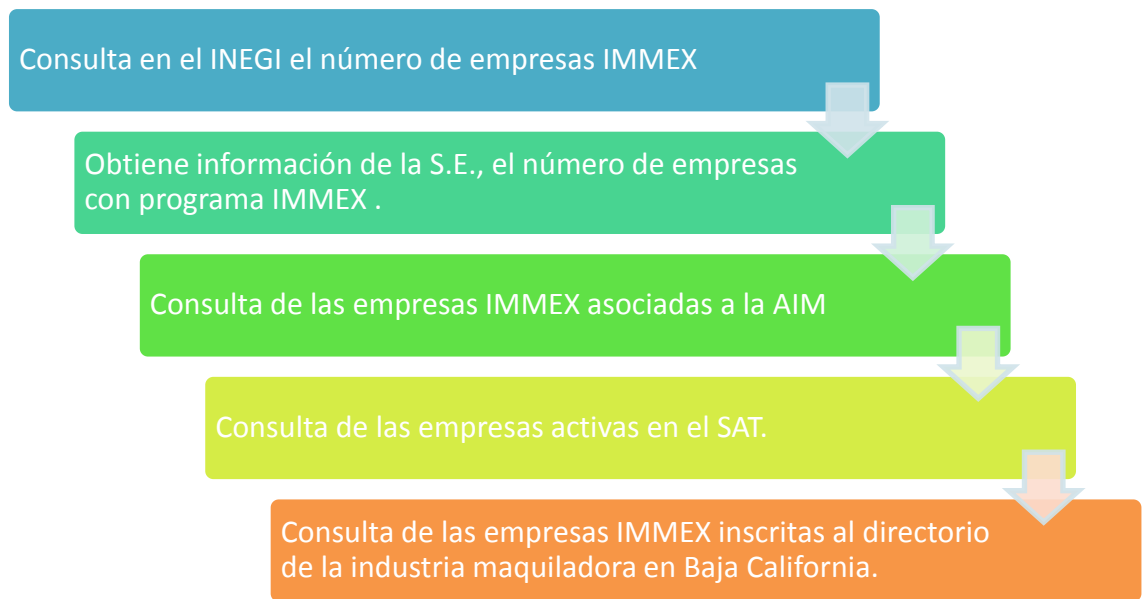 Consulta en el INEGI el número de empresas IMMEX
Obtiene información de la S.E., el número de empresas
con programa IMMEX .
Consulta de las empresas IMMEX asociadas a la AIM
Consulta de las empresas activas en el SAT.
Consulta de las empresas IMMEX inscritas al directorio
de la industria maquiladora en Baja California.